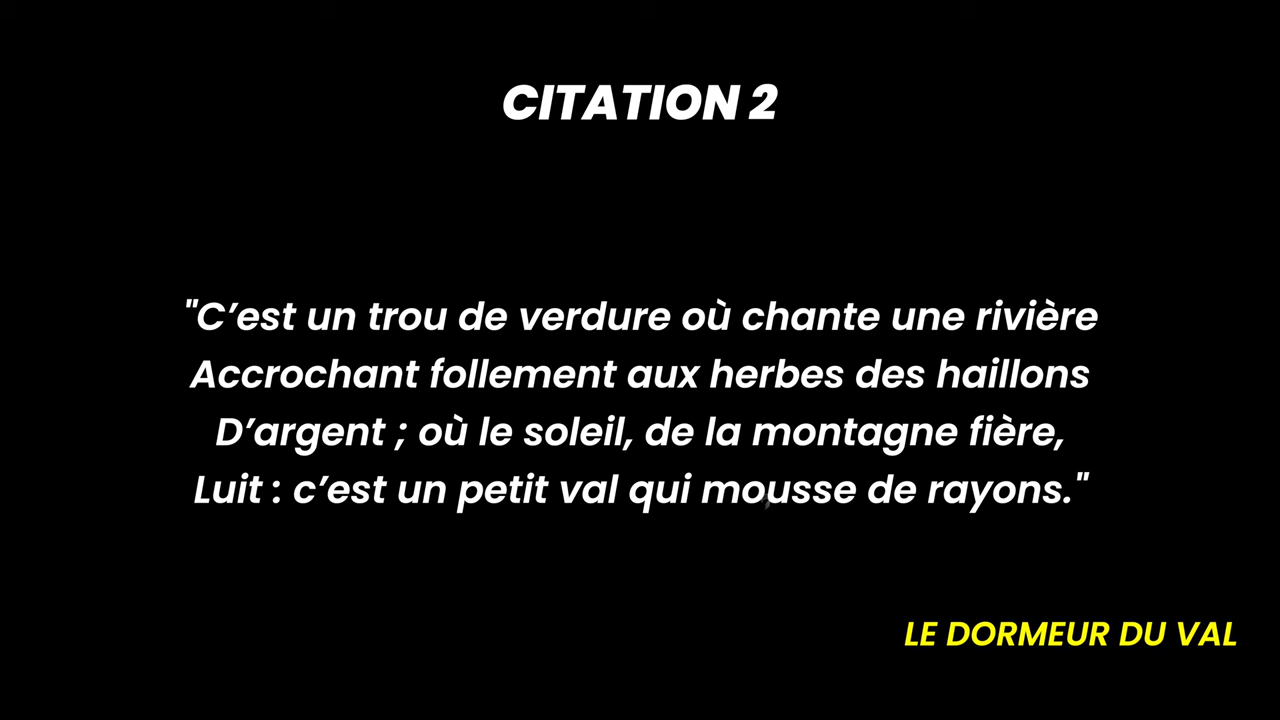 CITATION 2
"C’est un trou de verdure où chante une rivière
Accrochant follement aux herbes des haillons
D’argent ; où le soleil, de la montagne fière,
Luit : c’est un petit val qui mousse de rayons."
LE DORMEUR DU VAL